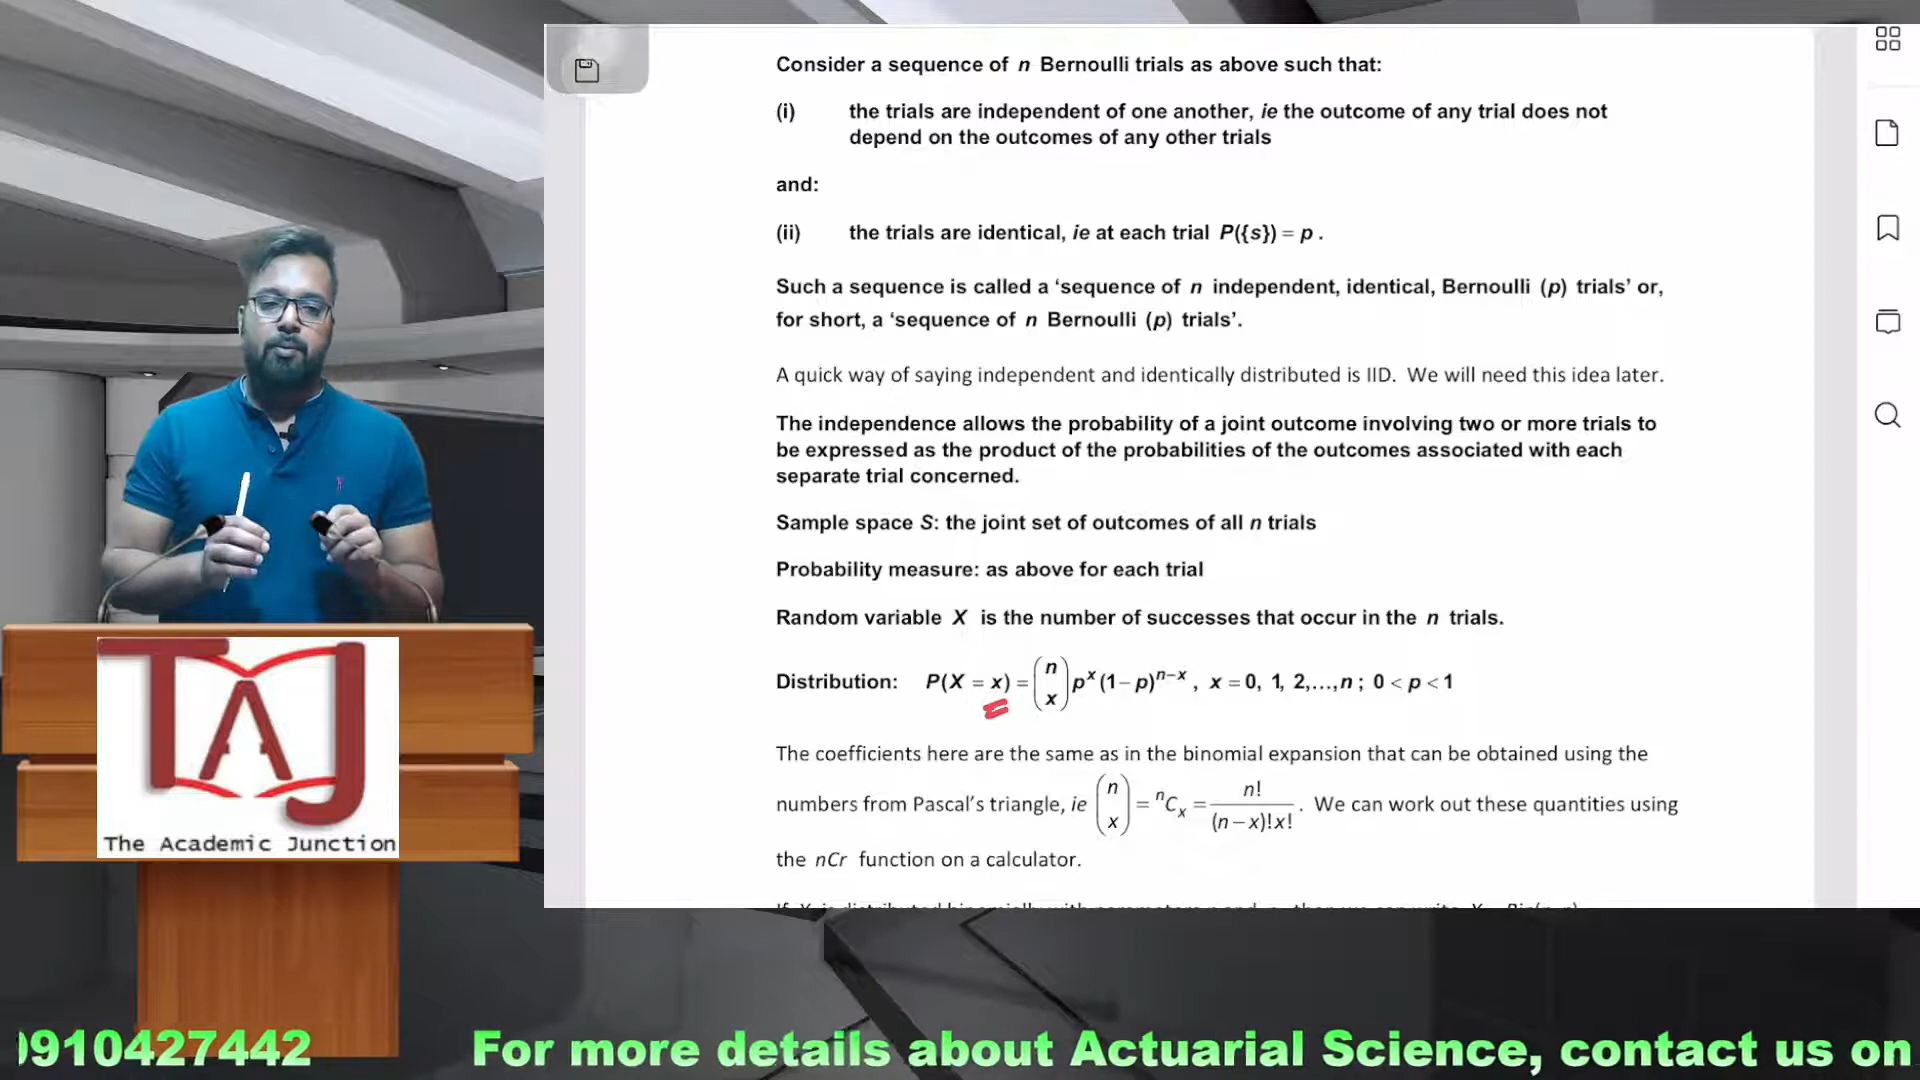 Consider a sequence of n Bernoulli trials as above such that:
(i) the trials are independent of one another, ie the outcome of any trial does not
depend on the outcomes of any other trials
and:
(ii) the trials are identical, ie at each trial P({s}) = p .
Such a sequence is called a ‘sequence of n independent, identical, Bernoulli (p) trials’ or,
for short, a ‘sequence of n Bernoulli (p) trials’.
A quick way of saying independent and identically distributed is IID. We will need this idea later.
The independence allows the probability of a joint outcome involving two or more trials to
be expressed as the product of the probabilities of the outcomes associated with each
separate trial concerned.
Sample space S: the joint set of outcomes of all n trials
Probability measure: as above for each trial
Random variable X is the number of successes that occur in the n trials.
Distribution: P(X = x) = (n x) p^x (1−p)^{n−x} , x = 0, 1, 2,...,n ; 0 < p < 1
The coefficients here are the same as in the binomial expansion that can be obtained using the
numbers from Pascal’s triangle, ie (n x) = nCx = n! / (n−x)!x! . We can work out these quantities using
the nCr function on a calculator.
TAJ
The Academic Junction
9910427442 For more details about Actuarial Science, contact us on